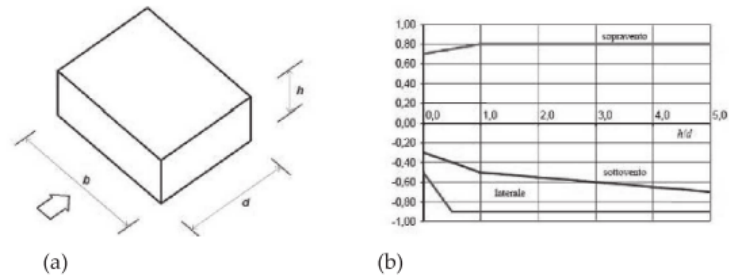 h
b
d
(a)
1,00
0,80
0,60
0,40
0,20
0,00
-0,20
-0,40
-0,60
-0,80
-1,00
sopravento
0,0 1,0 2,0 3,0 4,0 5,0
h/d
sottovento
laterale
(b)